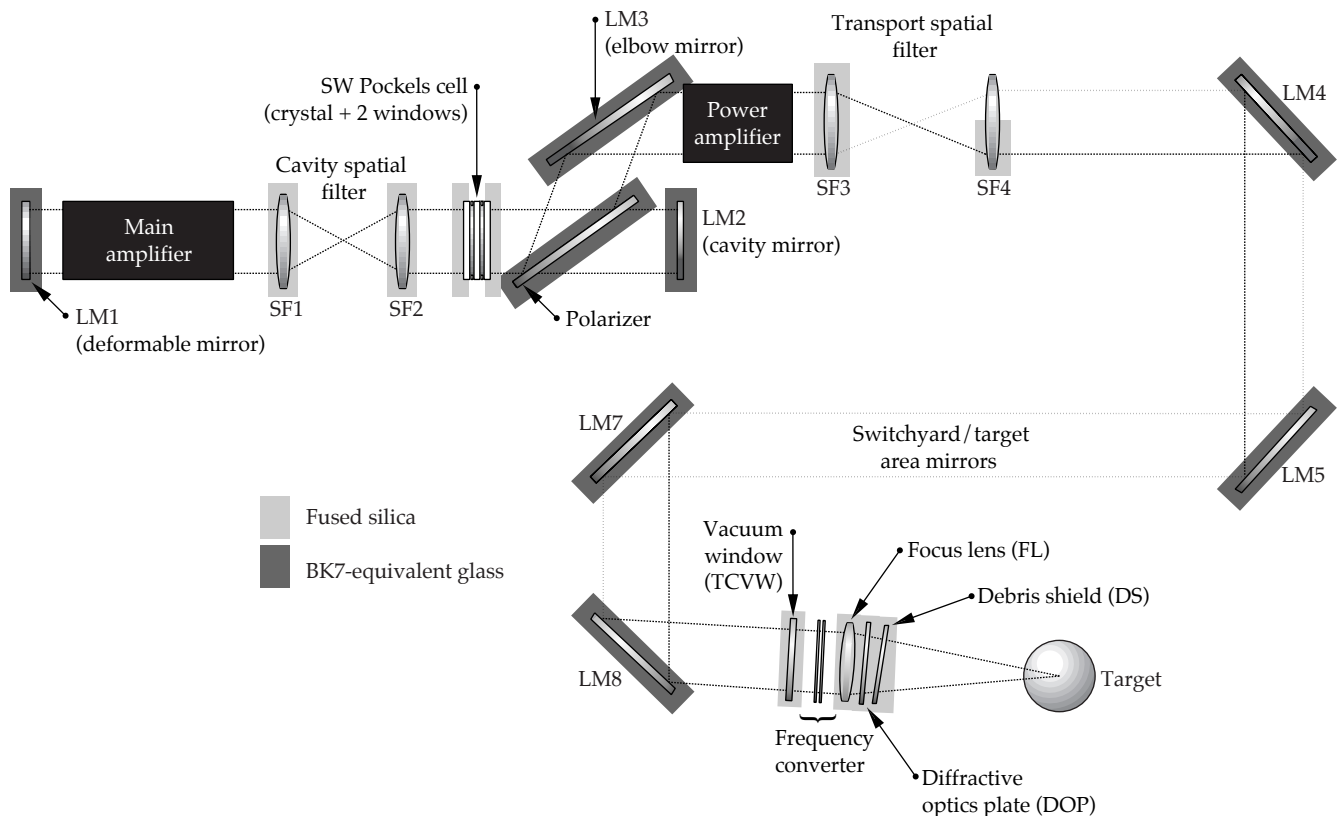 LM3
(elbow mirror)
Transport spatial
filter
SW Pockels cell
(crystal + 2 windows)
LM4
Power
amplifier
Cavity spatial
filter
SF3
SF4
Main
amplifier
LM2
(cavity mirror)
SF1
SF2
LM1
(deformable mirror)
Polarizer
LM7
Switchyard/target
area mirrors
LM5
Fused silica
BK7-equivalent glass
Vacuum
window
(TCVW)
Focus lens (FL)
Debris shield (DS)
LM8
Target
Frequency
converter
Diffractive
optics plate (DOP)